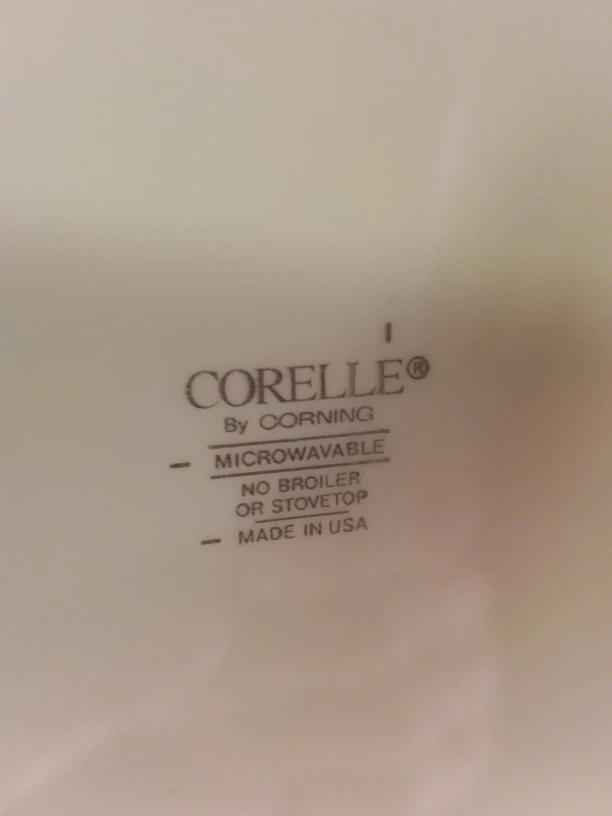 CORELLE®
By CORNING
MICROWAVABLE
NO BROILER
OR STOVETOP
MADE IN USA